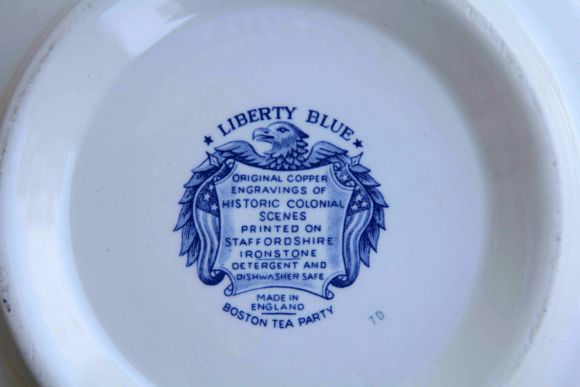 LIBERTY BLUE
ORIGINAL COPPER
ENGRAVINGS OF
HISTORIC COLONIAL
SCENES
PRINTED ON
STAFFORDSHIRE
IRONSTONE
DETERGENT AND
DISHWASHER SAFE
MADE IN
ENGLAND
BOSTON TEA PARTY